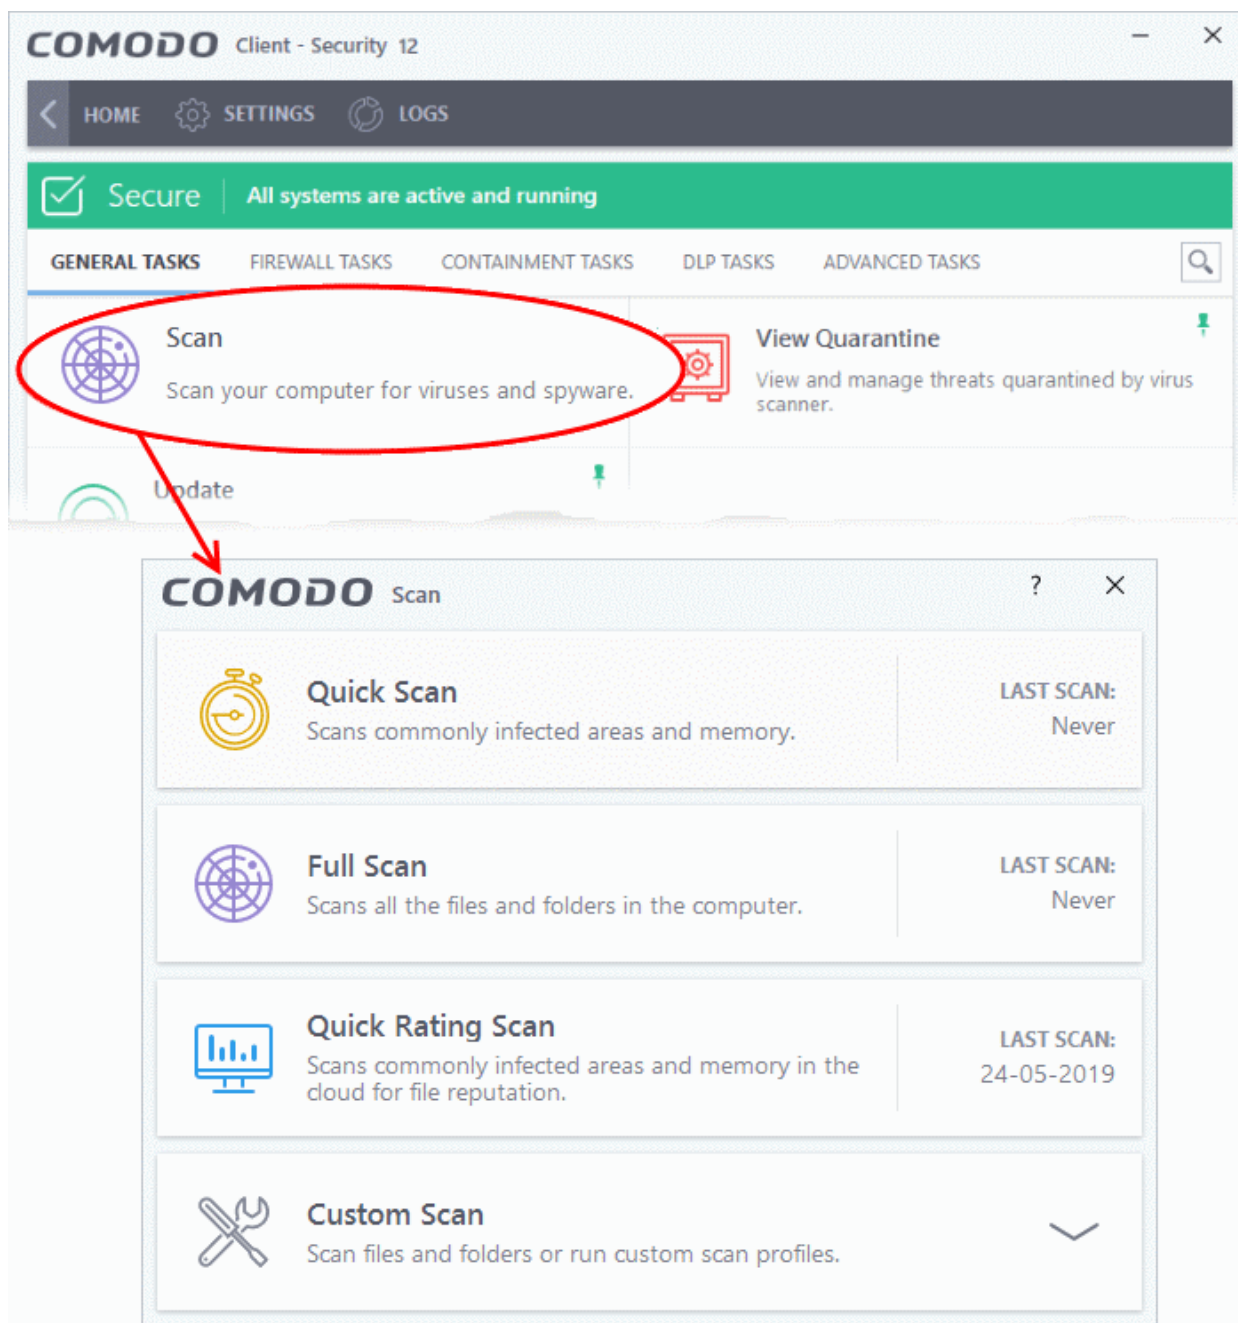 COMODO Client - Security 12
HOME SETTINGS LOGS
Secure All systems are active and running
GENERAL TASKS FIREWALL TASKS CONTAINMENT TASKS DLP TASKS ADVANCED TASKS
Scan
Scan your computer for viruses and spyware.
View Quarantine
View and manage threats quarantined by virus
scanner.
Update
COMODO Scan ?
Quick Scan
Scans commonly infected areas and memory.
LAST SCAN:
Never
Full Scan
Scans all the files and folders in the computer.
LAST SCAN:
Never
Quick Rating Scan
Scans commonly infected areas and memory in the
cloud for file reputation.
LAST SCAN:
24-05-2019
Custom Scan
Scan files and folders or run custom scan profiles.